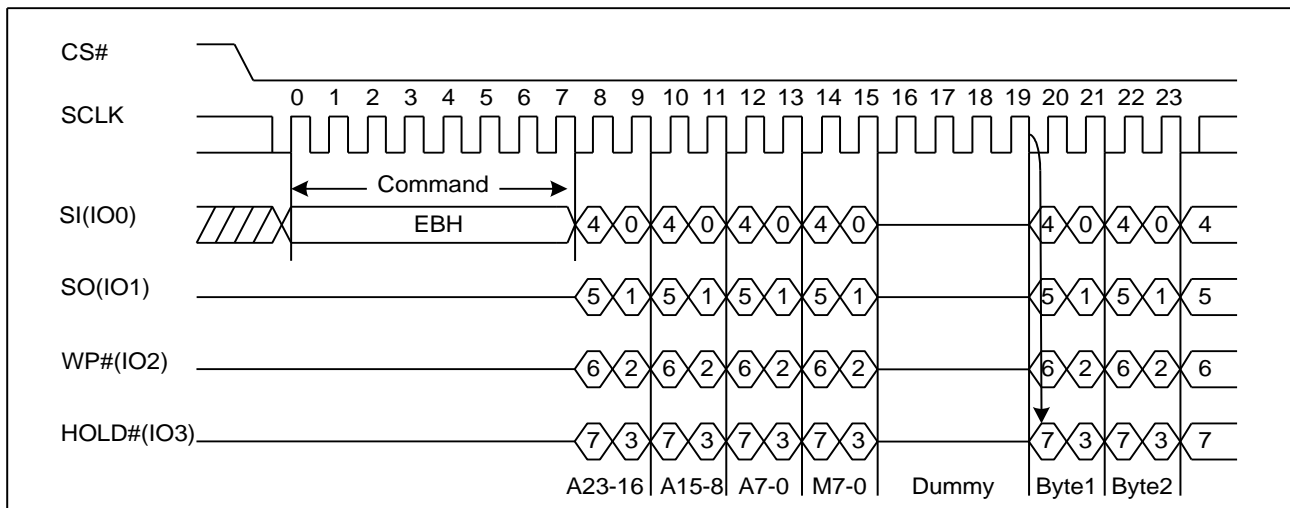 CS#
0 1 2 3 4 5 6 7 8 9 10 11 12 13 14 15 16 17 18 19 20 21 22 23
SCLK
Command
SI(IO0) EBH 4 0 4 0 4 0 4 0 4 0 4 0 4
SO(IO1) 5 1 5 1 5 1 5 1 5 1 5 1 5
WP#(IO2) 6 2 6 2 6 2 6 2 6 2 6 2 6
HOLD#(IO3) 7 3 7 3 7 3 7 3 7 3 7 3 7
A23-16 A15-8 A7-0 M7-0 Dummy Byte1 Byte2